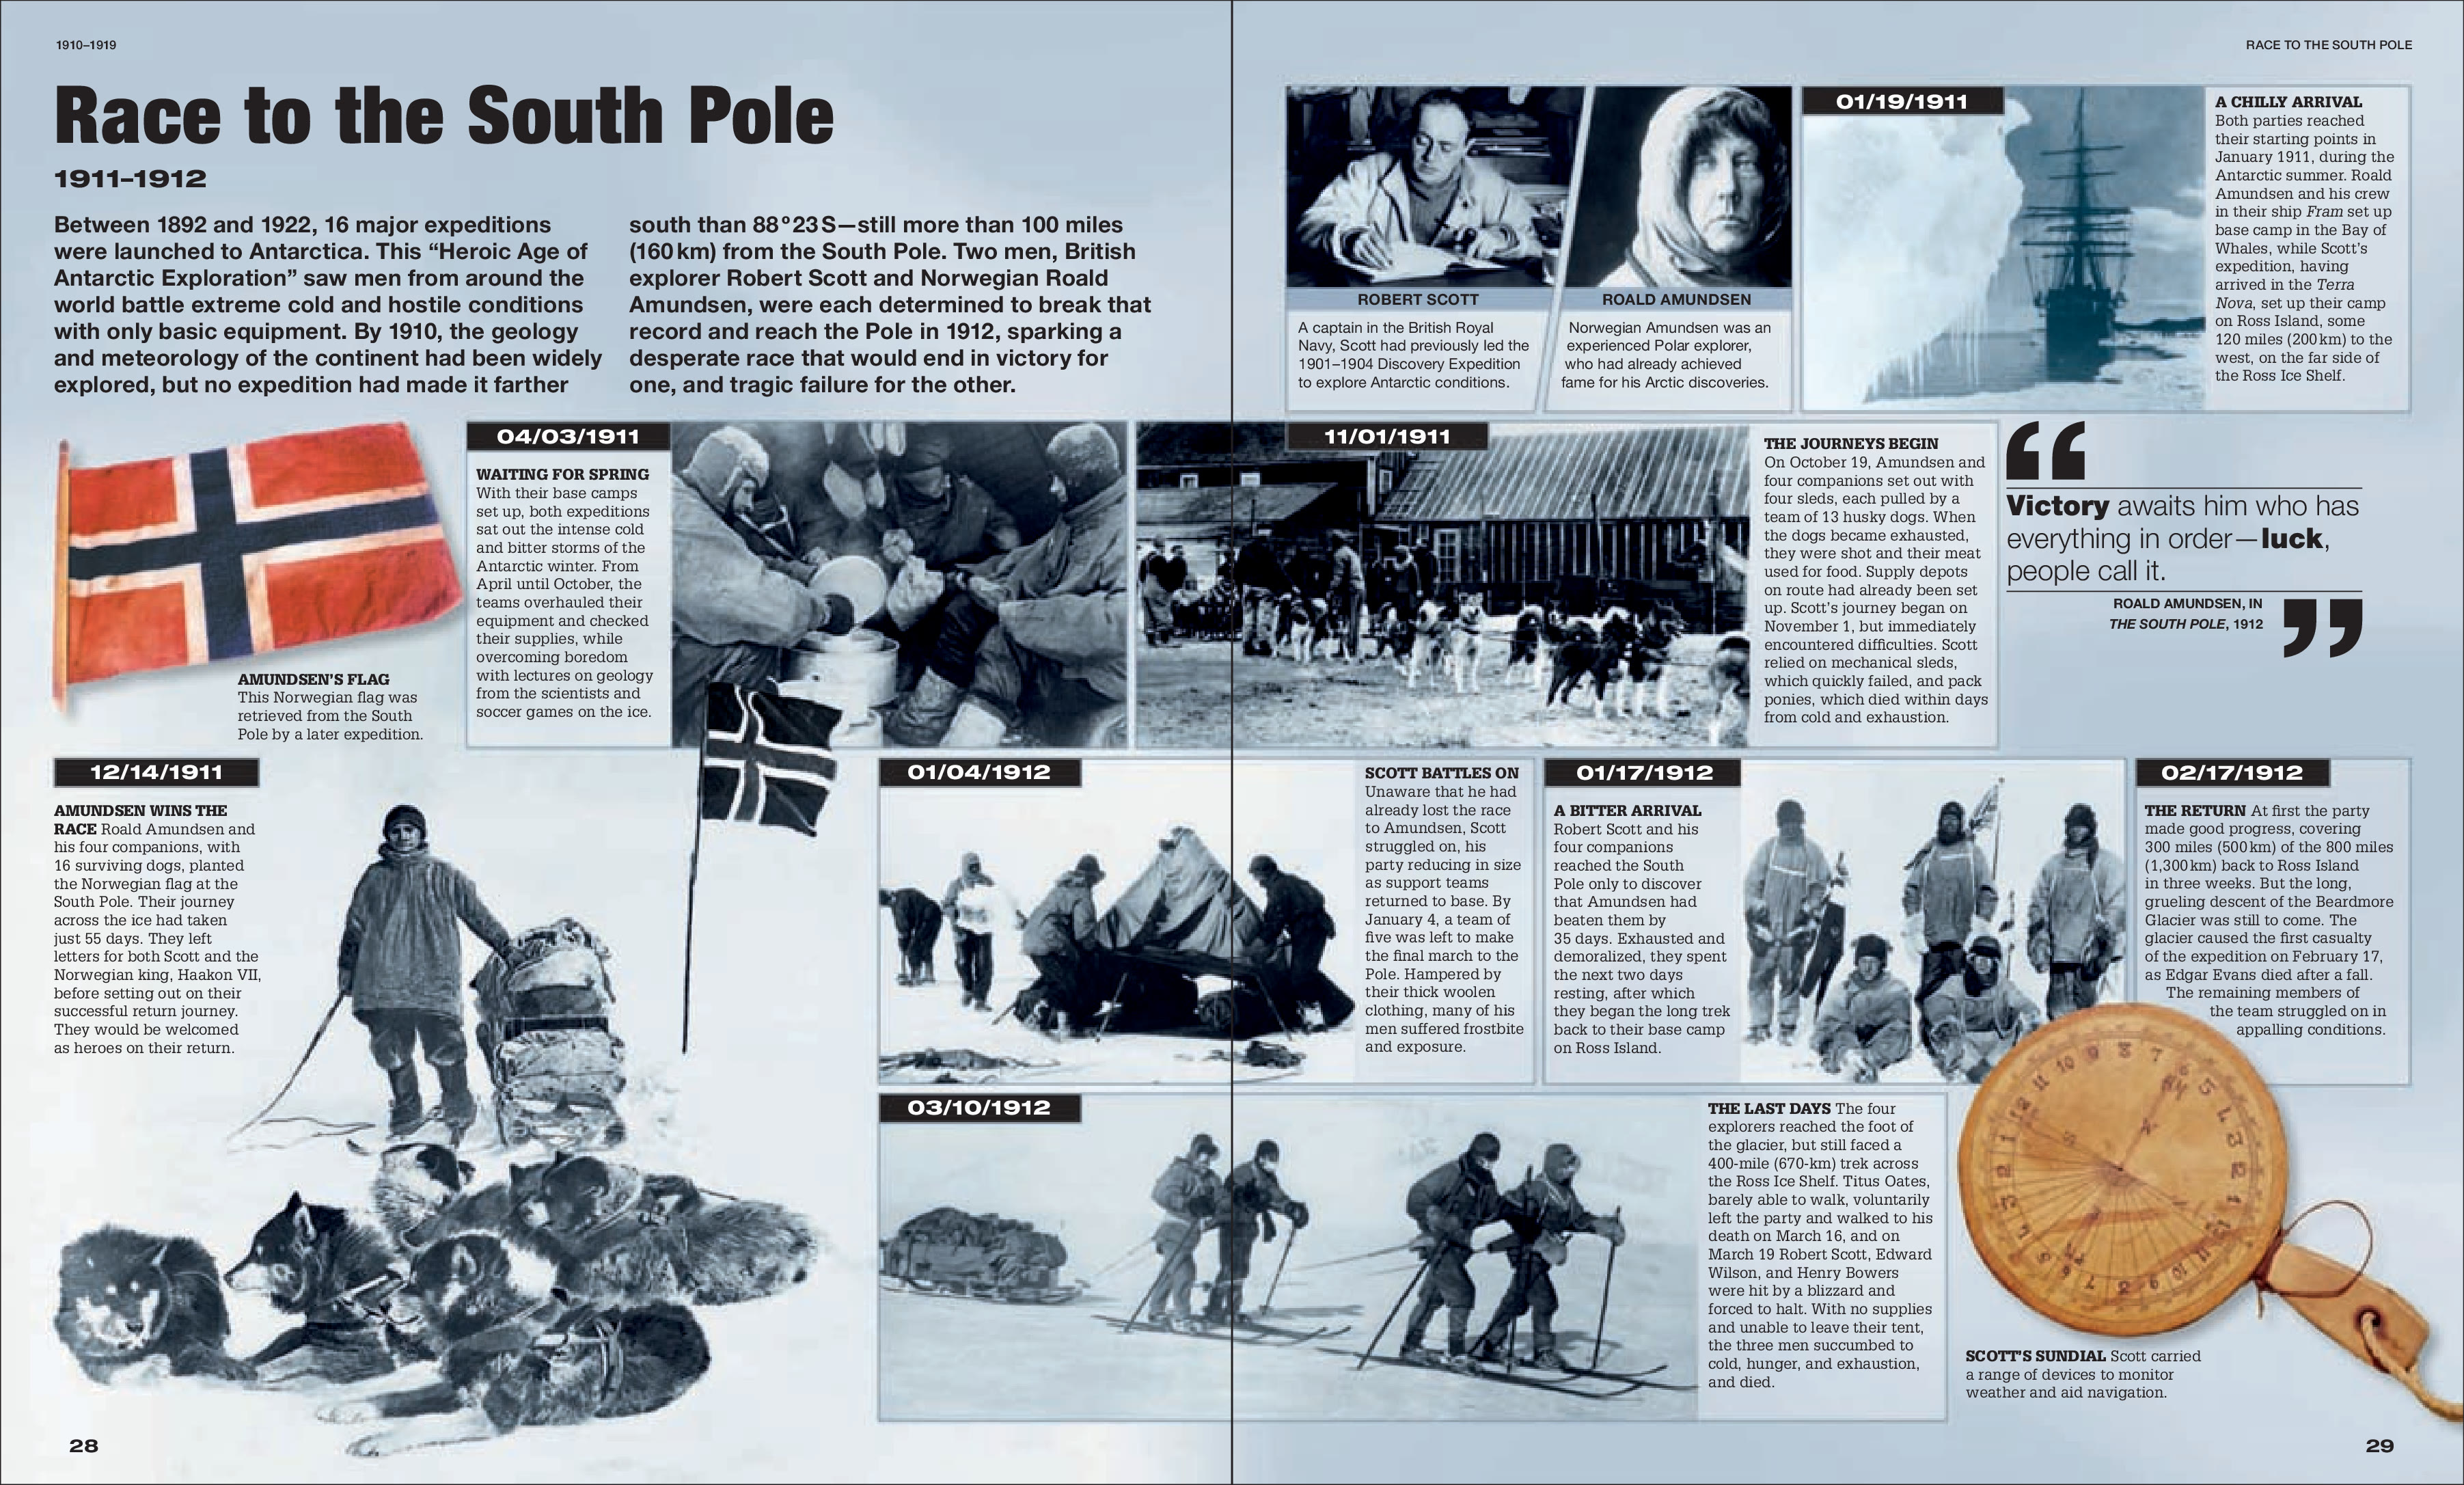 1910–1919
Race to the South Pole
1911–1912
Between 1892 and 1922, 16 major expeditions
were launched to Antarctica. This “Heroic Age of
Antarctic Exploration” saw men from around the
world battle extreme cold and hostile conditions
with only basic equipment. By 1910, the geology
and meteorology of the continent had been widely
explored, but no expedition had made it farther
south than 88º23S—still more than 100 miles
(160km) from the South Pole. Two men, British
explorer Robert Scott and Norwegian Roald
Amundsen, were each determined to break that
record and reach the Pole in 1912, sparking a
desperate race that would end in victory for
one, and tragic failure for the other.
RACE TO THE SOUTH POLE
ROBERT SCOTT
A captain in the British Royal
Navy, Scott had previously led the
1901–1904 Discovery Expedition
to explore Antarctic conditions.
ROALD AMUNDSEN
Norwegian Amundsen was an
experienced Polar explorer,
who had already achieved
fame for his Arctic discoveries.
01/19/1911
A CHILLY ARRIVAL
Both parties reached
their starting points in
January 1911, during the
Antarctic summer. Roald
Amundsen and his crew
in their ship Fram set up
base camp in the Bay of
Whales, while Scott’s
expedition, having
arrived in the Terra
Nova, set up their camp
on Ross Island, some
120 miles (200km) to the
west, on the far side of
the Ross Ice Shelf.
AMUNDSEN’S FLAG
This Norwegian flag was
retrieved from the South
Pole by a later expedition.
04/03/1911
WAITING FOR SPRING
With their base camps
set up, both expeditions
sat out the intense cold
and bitter storms of the
Antarctic winter. From
April until October, the
teams overhauled their
equipment and checked
their supplies, while
overcoming boredom
with lectures on geology
from the scientists and
soccer games on the ice.
11/01/1911
THE JOURNEYS BEGIN
On October 19, Amundsen and
four companions set out with
four sleds, each pulled by a
team of 13 husky dogs. When
the dogs became exhausted,
they were shot and their meat
used for food. Supply depots
on route had already been set
up. Scott’s journey began on
November 1, but immediately
encountered difficulties. Scott
relied on mechanical sleds,
which quickly failed, and pack
ponies, which died within days
from cold and exhaustion.
“
Victory awaits him who has
everything in order—luck,
people call it.
ROALD AMUNDSEN, IN
THE SOUTH POLE, 1912
”
12/14/1911
AMUNDSEN WINS THE
RACE Roald Amundsen and
his four companions, with
16 surviving dogs, planted
the Norwegian flag at the
South Pole. Their journey
across the ice had taken
just 55 days. They left
letters for both Scott and the
Norwegian king, Haakon VII,
before setting out on their
successful return journey.
They would be welcomed
as heroes on their return.
01/04/1912
SCOTT BATTLES ON
Unaware that he had
already lost the race
to Amundsen, Scott
struggled on, his
party reducing in size
as support teams
returned to base. By
January 4, a team of
five was left to make
the final march to the
Pole. Hampered by
their thick woolen
clothing, many of his
men suffered frostbite
and exposure.
01/17/1912
A BITTER ARRIVAL
Robert Scott and his
four companions
reached the South
Pole only to discover
that Amundsen had
beaten them by
35 days. Exhausted and
demoralized, they spent
the next two days
resting, after which
they began the long trek
back to their base camp
on Ross Island.
02/17/1912
THE RETURN At first the party
made good progress, covering
300 miles (500km) of the 800 miles
(1,300km) back to Ross Island
in three weeks. But the long,
grueling descent of the Beardmore
Glacier was still to come. The
glacier caused the first casualty
of the expedition on February 17,
as Edgar Evans died after a fall.
The remaining members of
the team struggled on in
appalling conditions.
03/10/1912
THE LAST DAYS The four
explorers reached the foot of
the glacier, but still faced a
400-mile (670-km) trek across
the Ross Ice Shelf. Titus Oates,
barely able to walk, voluntarily
left the party and walked to his
death on March 16, and on
March 19 Robert Scott, Edward
Wilson, and Henry Bowers
were hit by a blizzard and
forced to halt. With no supplies
and unable to leave their tent,
the three men succumbed to
cold, hunger, and exhaustion,
and died.
SCOTT’S SUNDIAL Scott carried
a range of devices to monitor
weather and aid navigation.
28
29